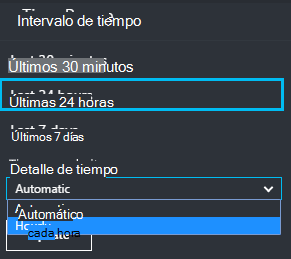 Intervalo de tiempo
Últimos 30 minutos
Últimas 24 horas
Últimos 7 días
Detalle de tiempo
Automatic
Automático
cada hora